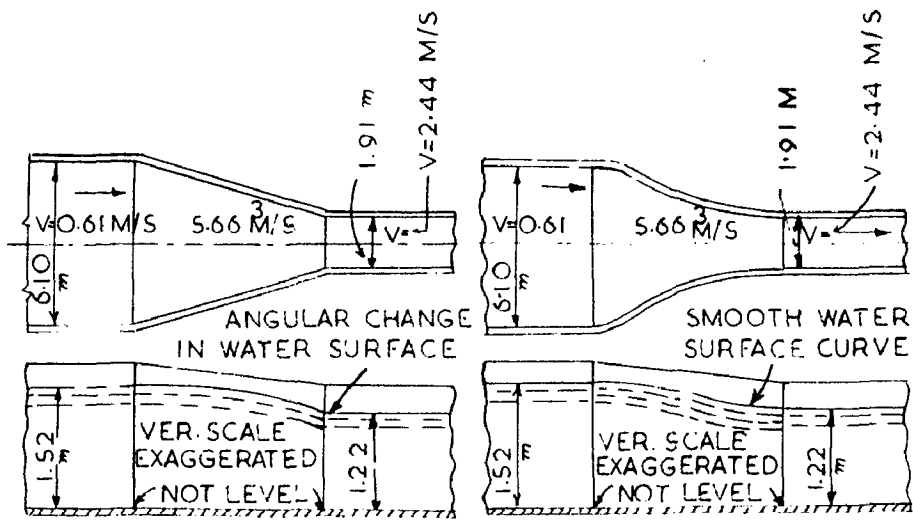 1.91 m
V=2.44 M/S
V=0.61 M/S
5.66 M³/S
V=
6.10 m
ANGULAR CHANGE
IN WATER SURFACE
1.52 m
VER. SCALE
EXAGGERATED
NOT LEVEL
1.22 m
1.91 M
V=2.44 M/S
V=0.61
5.66 M³/S
V=
6.10 m
SMOOTH WATER
SURFACE CURVE
1.52 m
VER. SCALE
EXAGGERATED
NOT LEVEL
1.22 m